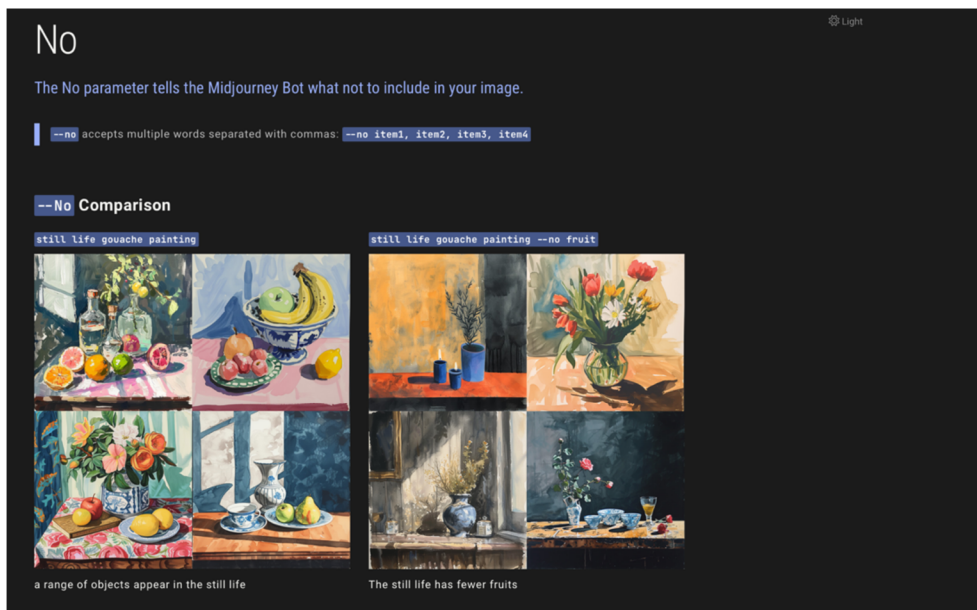 Light
No
The No parameter tells the Midjourney Bot what not to include in your image.
--no accepts multiple words separated with commas: --no item1, item2, item3, item4
--No Comparison
still life gouache painting
still life gouache painting --no fruit
a range of objects appear in the still life
The still life has fewer fruits